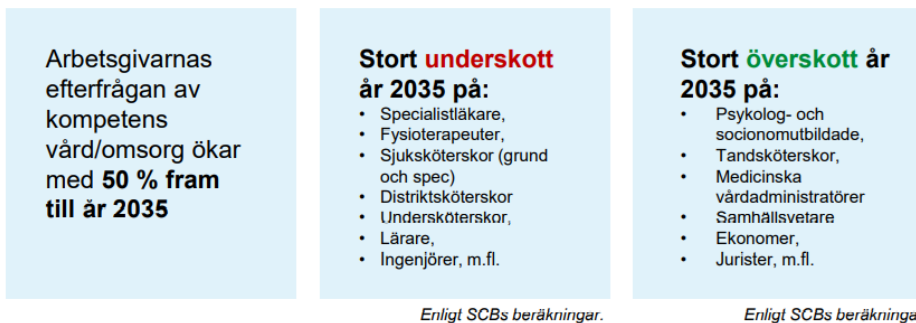 Arbetsgivarnas
efterfrågan av
kompetens
vård/omsorg ökar
med 50 % fram
till år 2035
Stort underskott
år 2035 på:
• Specialistläkare,
• Fysioterapeuter,
• Sjuksköterskor (grund
och spec)
• Distriktsköterskor
• Undersköterskor,
• Lärare,
• Ingenjörer, m.fl.
Enligt SCBs beräkningar.
Stort överskott år
2035 på:
• Psykolog- och
socionomutbildade,
• Tandsköterskor,
• Medicinska
vårdadministratörer
• Samhällsvetare
• Ekonomer,
• Jurister, m.fl.
Enligt SCBs beräkninga